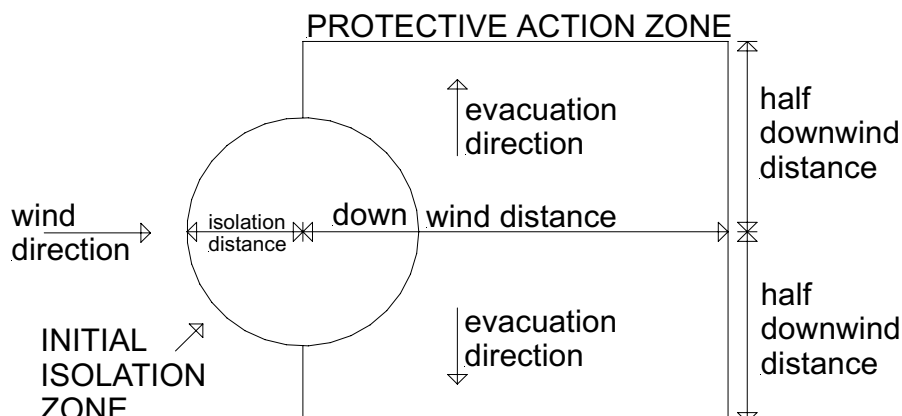 PROTECTIVE ACTION ZONE
evacuation
direction
half
downwind
distance
wind
direction
isolation
distance
down wind distance
evacuation
direction
half
downwind
distance
INITIAL
ISOLATION
ZONE